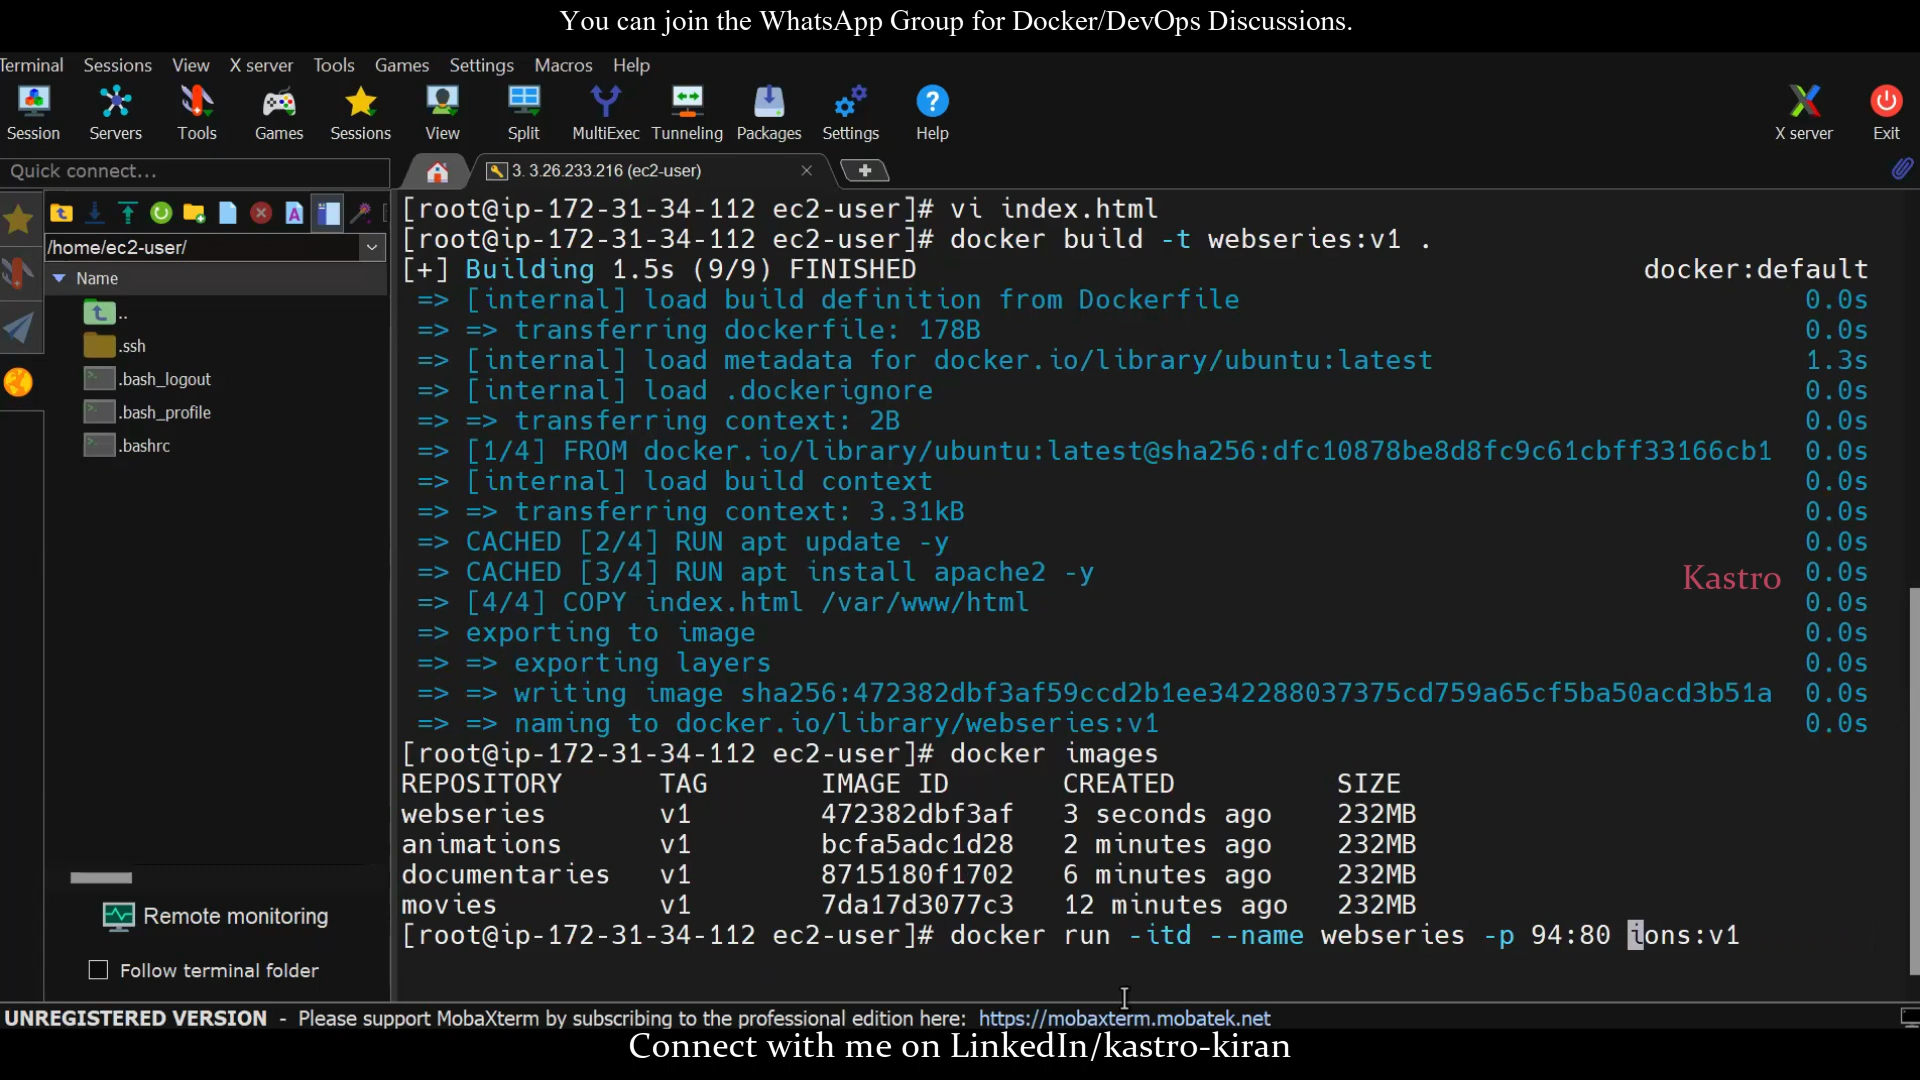 You can join the WhatsApp Group for Docker/DevOps Discussions.
Terminal Sessions View X server Tools Games Settings Macros Help
Session Servers Tools Games Sessions View Split MultiExec Tunneling Packages Settings Help X server Exit
Quick connect...
3. 3.26.233.216 (ec2-user)
/home/ec2-user/
Name
..
.ssh
.bash_logout
.bash_profile
.bashrc
Remote monitoring
Follow terminal folder
[root@ip-172-31-34-112 ec2-user]# vi index.html
[root@ip-172-31-34-112 ec2-user]# docker build -t webseries:v1 .
[+] Building 1.5s (9/9) FINISHED docker:default
=> [internal] load build definition from Dockerfile 0.0s
=> => transferring dockerfile: 178B 0.0s
=> [internal] load metadata for docker.io/library/ubuntu:latest 1.3s
=> [internal] load .dockerignore 0.0s
=> => transferring context: 2B 0.0s
=> [1/4] FROM docker.io/library/ubuntu:latest@sha256:dfc10878be8d8fc9c61cbff33166cb1 0.0s
=> [internal] load build context 0.0s
=> => transferring context: 3.31kB 0.0s
=> CACHED [2/4] RUN apt update -y 0.0s
=> CACHED [3/4] RUN apt install apache2 -y 0.0s
=> [4/4] COPY index.html /var/www/html 0.0s
=> exporting to image 0.0s
=> => exporting layers 0.0s
=> => writing image sha256:472382dbf3af59ccd2b1ee342288037375cd759a65cf5ba50acd3b51a 0.0s
=> => naming to docker.io/library/webseries:v1 0.0s
[root@ip-172-31-34-112 ec2-user]# docker images
REPOSITORY TAG IMAGE ID CREATED SIZE
webseries v1 472382dbf3af 3 seconds ago 232MB
animations v1 bcfa5adc1d28 2 minutes ago 232MB
documentaries v1 8715180f1702 6 minutes ago 232MB
movies v1 7da17d3077c3 12 minutes ago 232MB
[root@ip-172-31-34-112 ec2-user]# docker run -itd --name webseries -p 94:80 ions:v1
Kastro
UNREGISTERED VERSION - Please support MobaXterm by subscribing to the professional edition here: https://mobaxterm.mobatek.net
Connect with me on LinkedIn/kastro-kiran